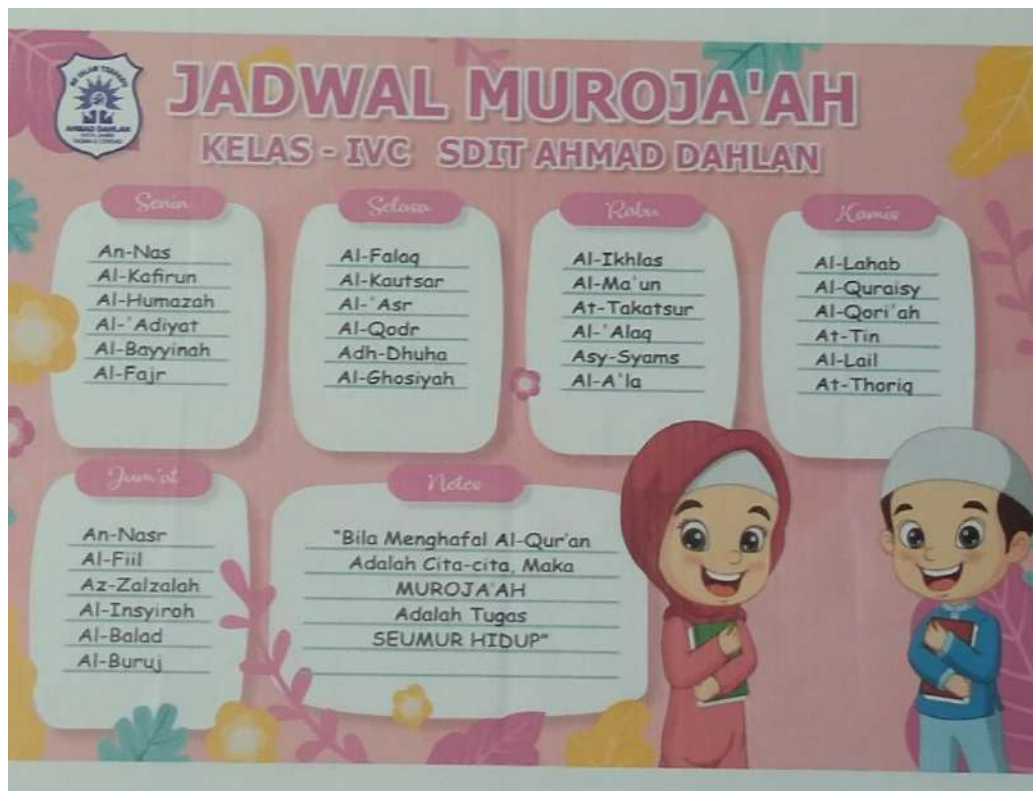 JADWAL MUROJA'AH
KELAS - IVC SDIT AHMAD DAHLAN
AHMAD DAHLAN
Senin
An-Nas
Al-Kafirun
Al-Humazah
Al-'Adiyat
Al-Bayyinah
Al-Fajr
Selasa
Al-Falaq
Al-Kautsar
Al-'Asr
Al-Qodr
Adh-Dhuha
Al-Ghosiyah
Rabu
Al-Ikhlas
Al-Ma'un
At-Takatsur
Al-'Alaq
Asy-Syams
Al-A'la
Kamis
Al-Lahab
Al-Quraisy
Al-Qori'ah
At-Tin
Al-Lail
At-Thoriq
Jum'at
An-Nasr
Al-Fiil
Az-Zalzalah
Al-Insyiroh
Al-Balad
Al-Buruj
Notes
"Bila Menghafal Al-Qur'an
Adalah Cita-cita, Maka
MUROJA'AH
Adalah Tugas
SEUMUR HIDUP"